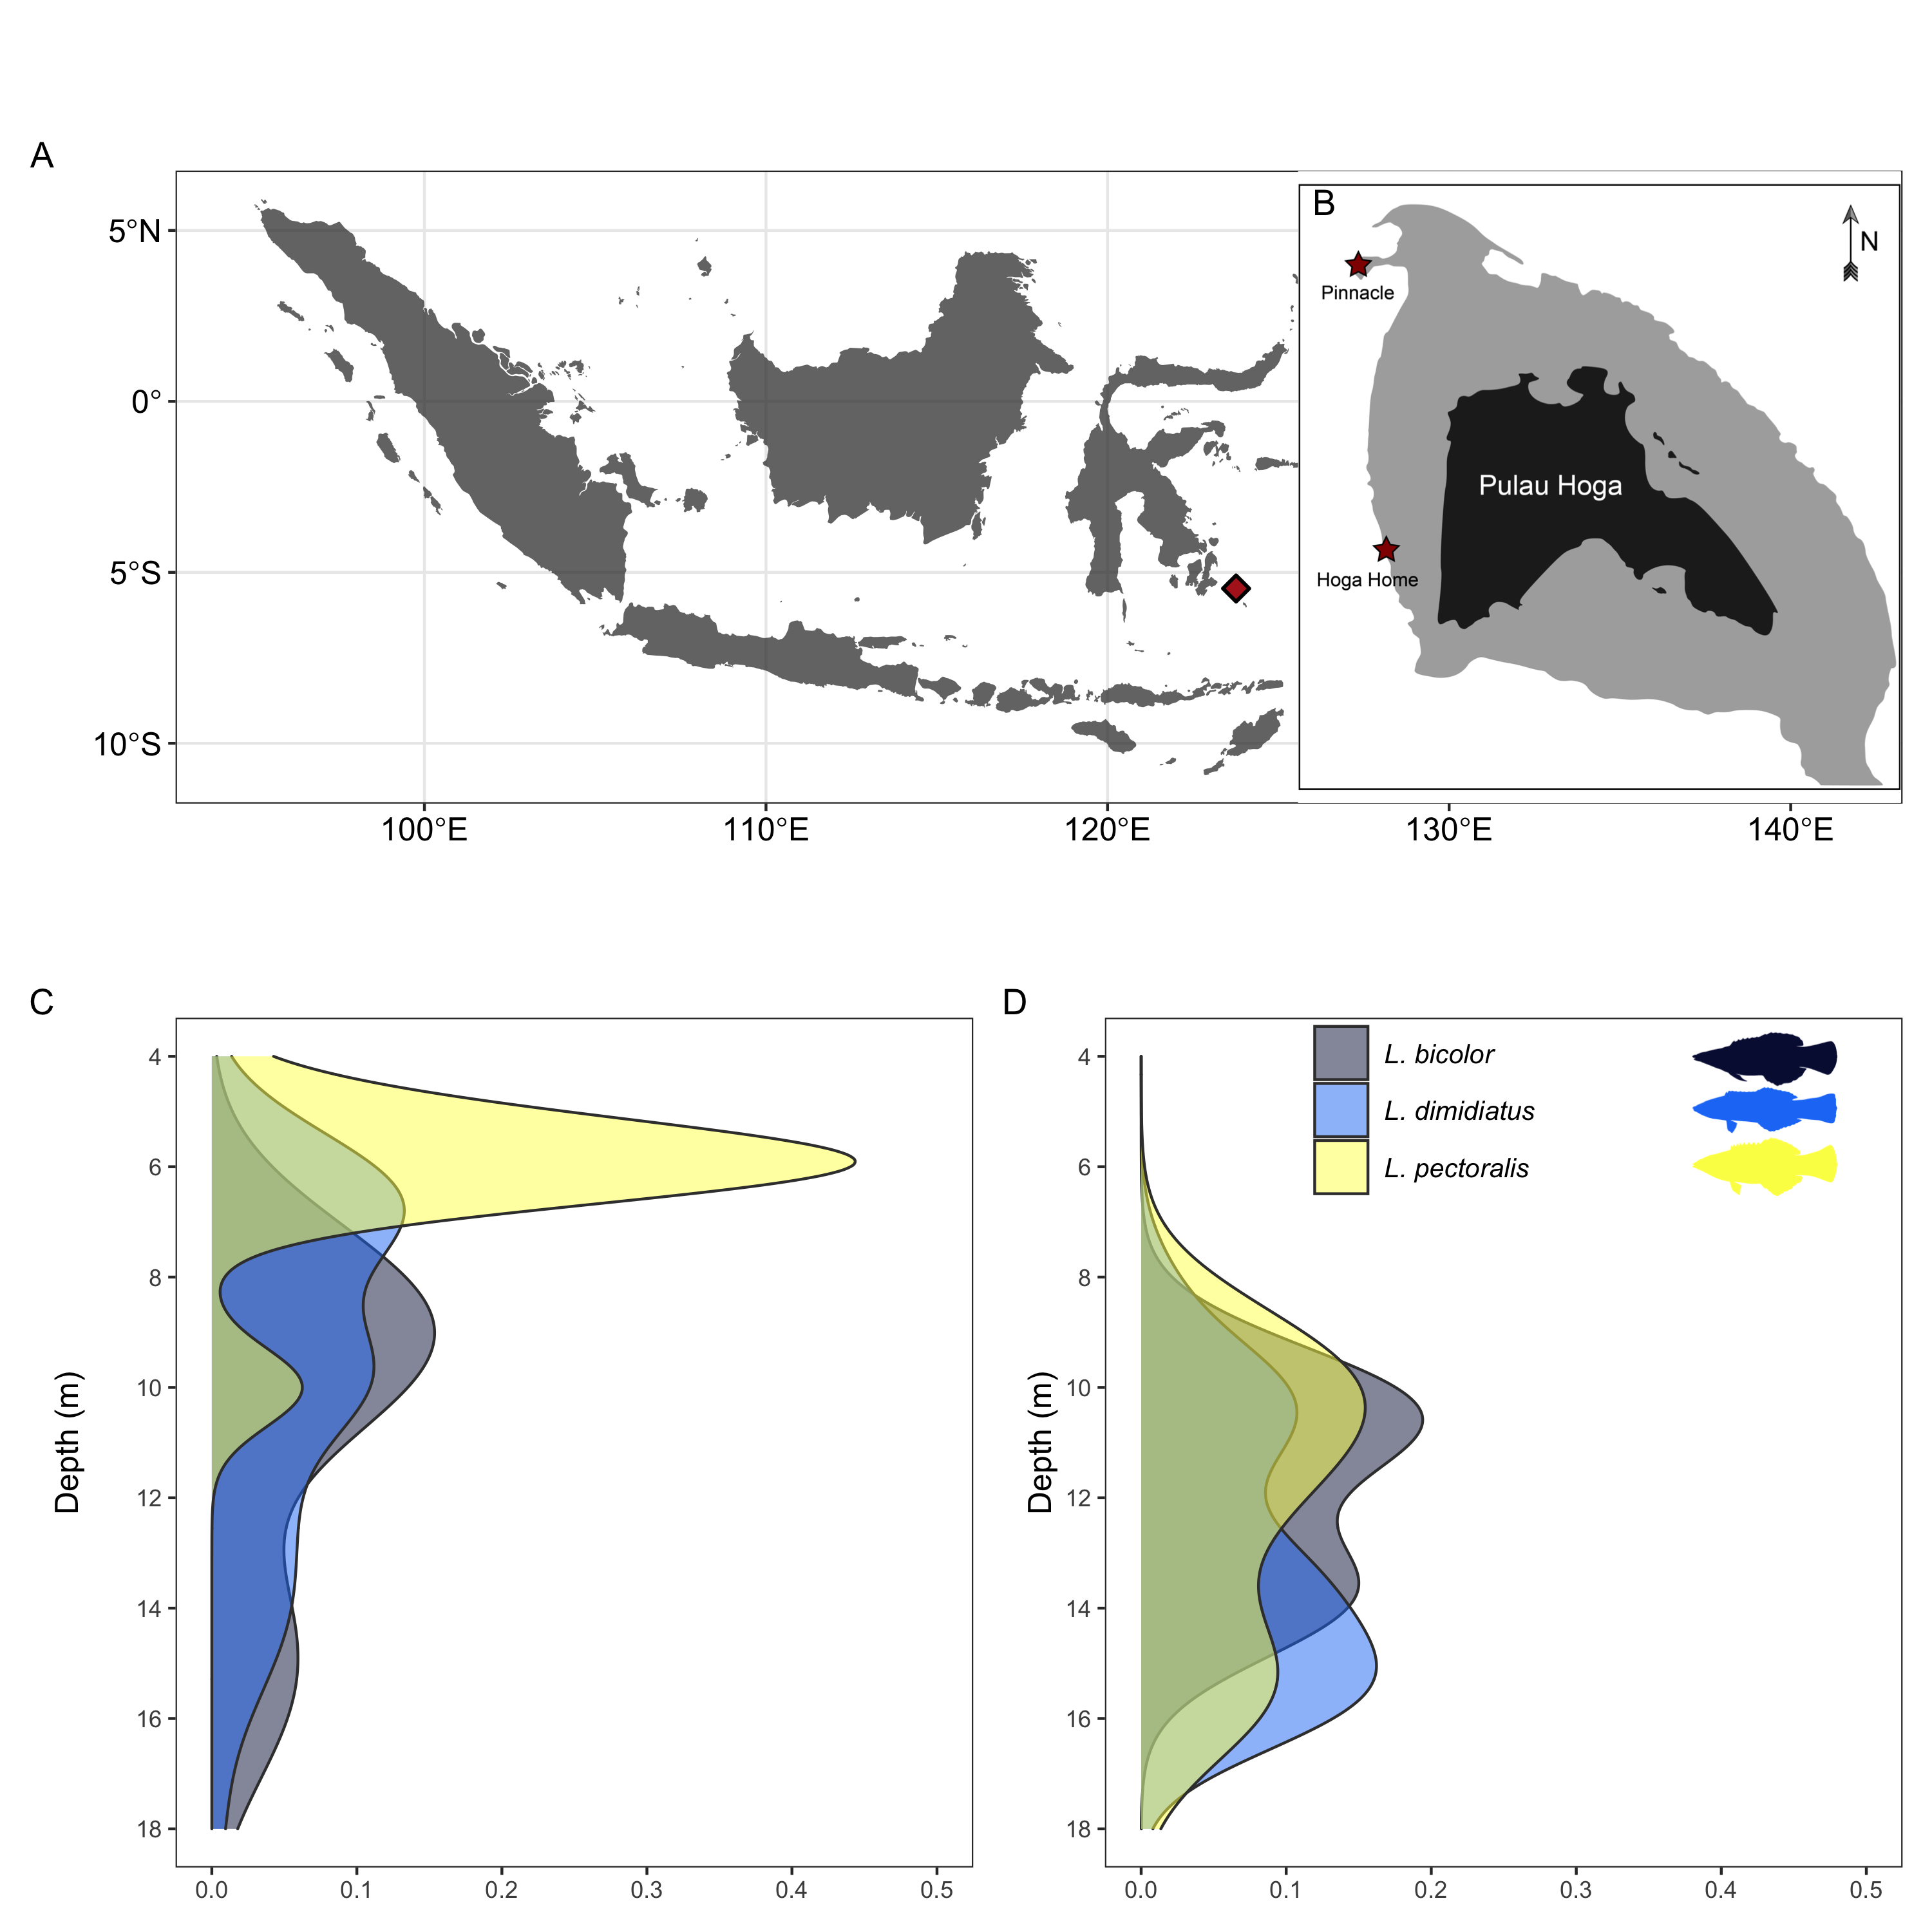 A
5°N
0°
5°S
10°S
100°E
110°E
120°E
130°E
140°E
B
N
Pinnacle
Pulau Hoga
Hoga Home
C
Depth (m)
4
6
8
10
12
14
16
18
0.0
0.1
0.2
0.3
0.4
0.5
D
Depth (m)
4
6
8
10
12
14
16
18
0.0
0.1
0.2
0.3
0.4
0.5
L. bicolor
L. dimidiatus
L. pectoralis